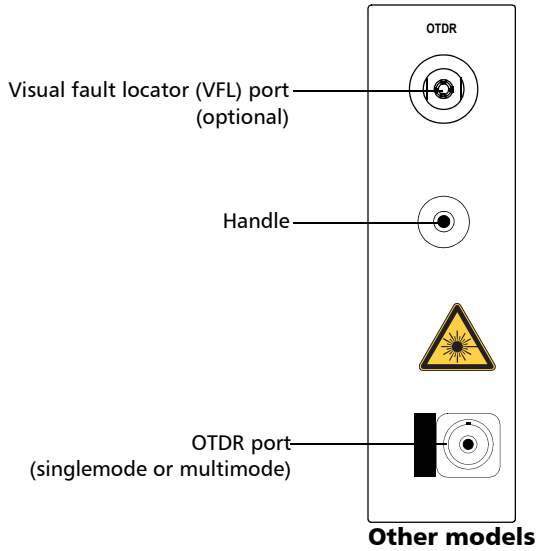 OTDR
Visual fault locator (VFL) port
(optional)
Handle
OTDR port
(singlemode or multimode)
Other models